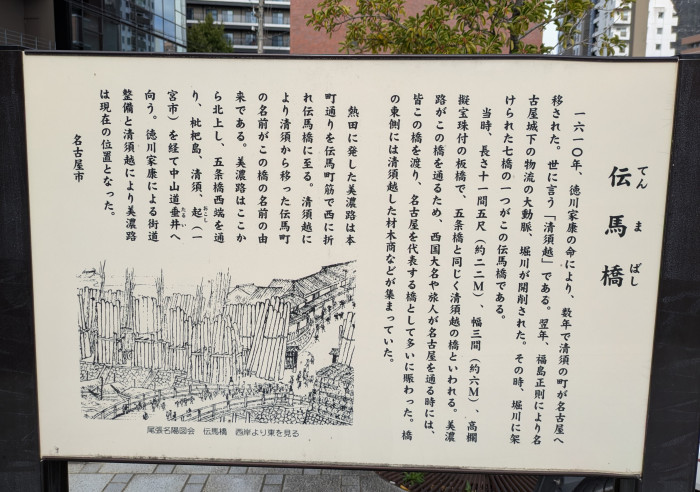 伝馬橋
てんまばし
一六一〇年、徳川家康の命により、数年で清須の町が名古屋へ
移された。世に言う「清須越」である。翌年、福島正則により名
古屋城下の物流の大動脈、堀川が開削された。その時、堀川に架
けられた七橋の一つがこの伝馬橋である。
当時、長さ十一間五尺（約二二M）、幅三間（約六M）、高欄
擬宝珠付の板橋で、五条橋と同じく清須越の橋といわれる。美濃
路がこの橋を通るため、西国大名や旅人が名古屋を通る時には、
皆この橋を渡り、名古屋を代表する橋として多いに賑わった。橋
の東側には清須越した材木商などが集まっていた。
熱田に発した美濃路は本
町通りを伝馬町筋で西に折
れ伝馬橋に至る。清須越に
より清須から移った伝馬町
の名前がこの橋の名前の由
来である。美濃路はここか
ら北上し、五条橋西端を通
り、枇杷島、清須、起（一
おこし
宮市）を経て中山道垂井へ
たるい
向う。徳川家康による街道
整備と清須越により美濃路
は現在の位置となった。
名古屋市
尾張名陽図会 伝馬橋 西岸より東を見る